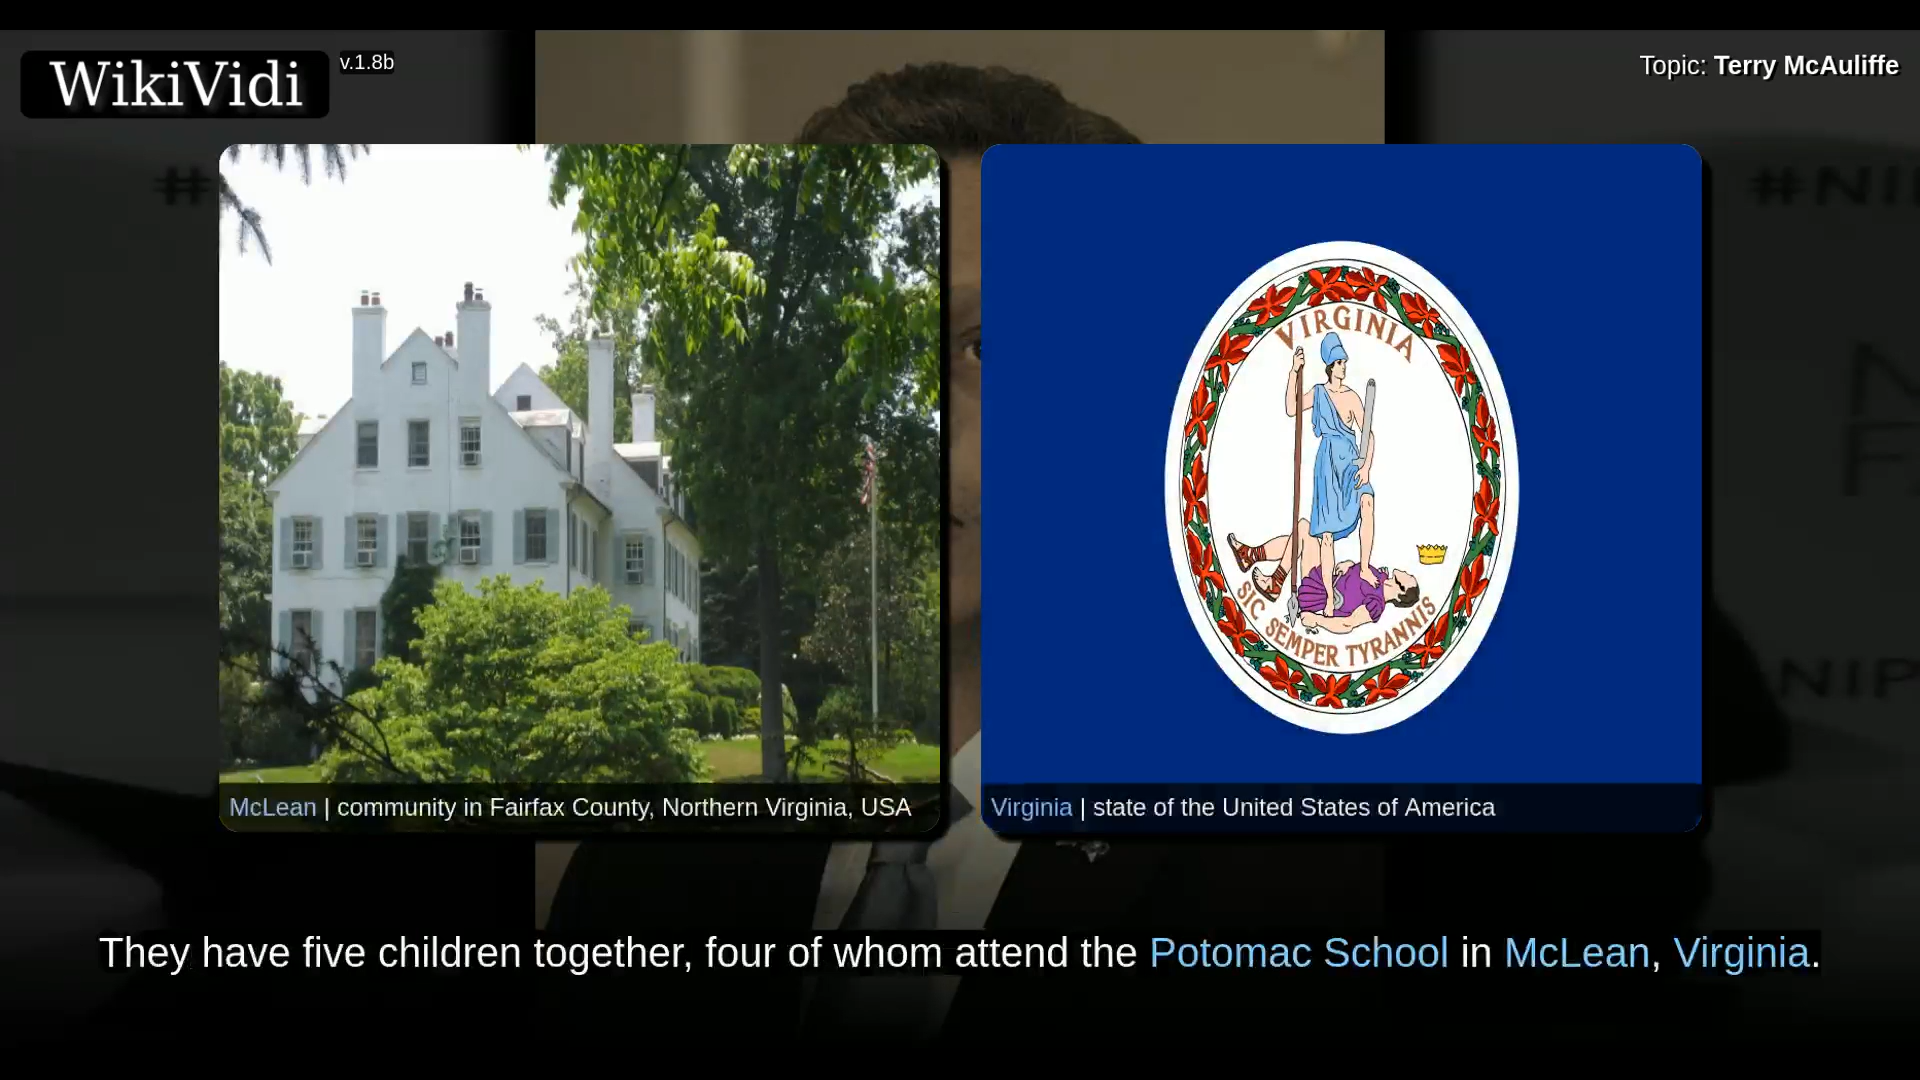 WikiVidi
v.1.8b
Topic: Terry McAuliffe
#
#NI
VIRGINIA
SIC SEMPER TYRANNIS
NIP
McLean | community in Fairfax County, Northern Virginia, USA
Virginia | state of the United States of America
They have five children together, four of whom attend the Potomac School in McLean, Virginia.